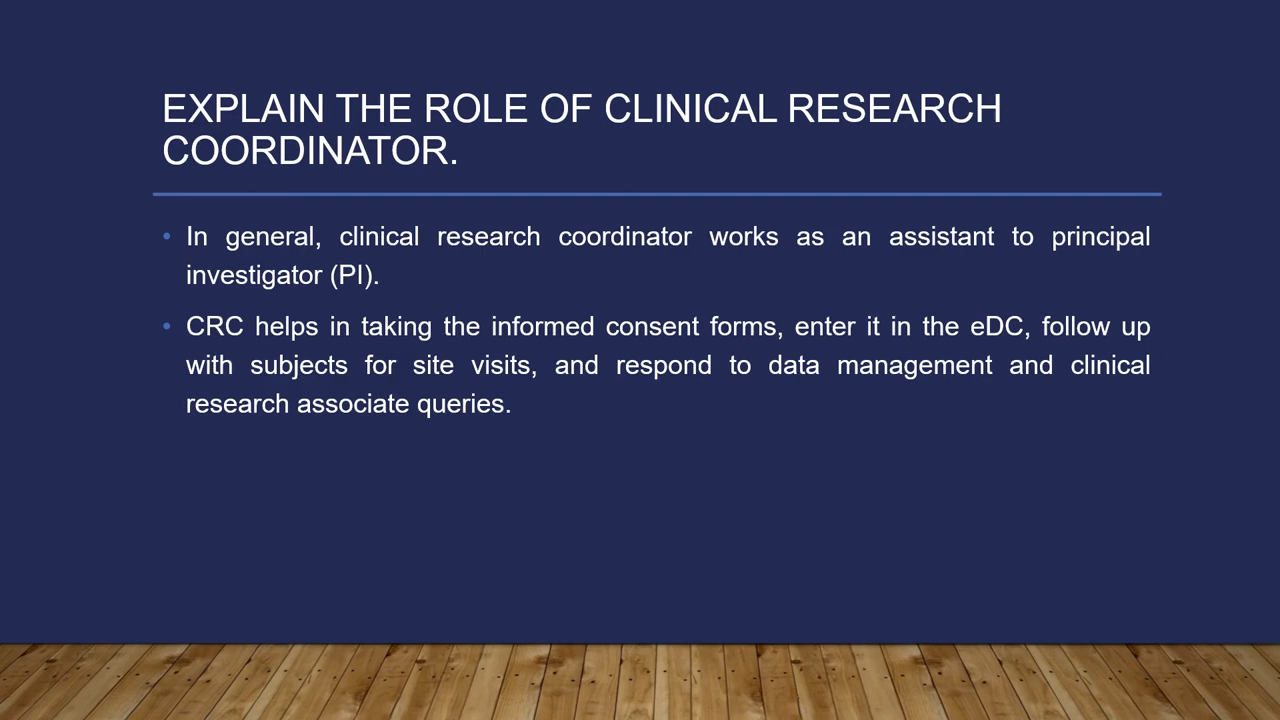 EXPLAIN THE ROLE OF CLINICAL RESEARCH
COORDINATOR.
• In general, clinical research coordinator works as an assistant to principal
investigator (PI).
• CRC helps in taking the informed consent forms, enter it in the eDC, follow up
with subjects for site visits, and respond to data management and clinical
research associate queries.